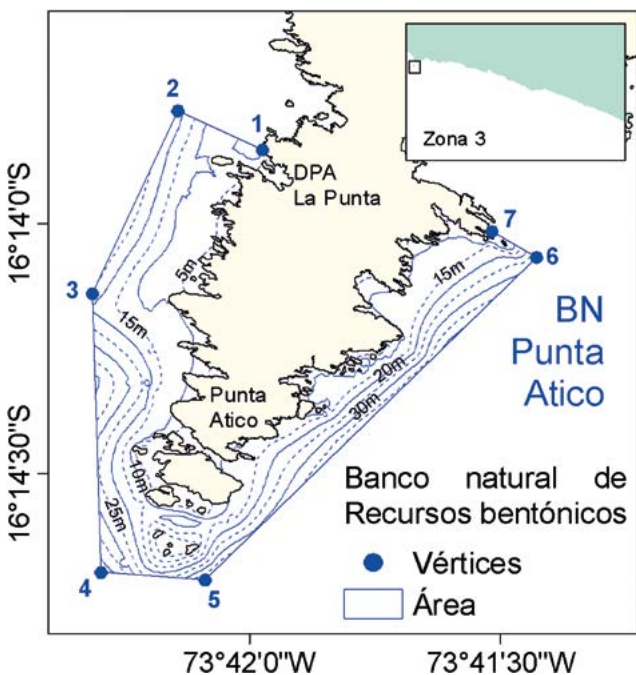 2
1
Zona 3
DPA
La Punta
16°14'0"S
7
6
5m
15m
3
15m
BN
Punta
Atico
20m
30m
Punta
Atico
16°14'30"S
10m
25m
Banco natural de
Recursos bentónicos
Vértices
Área
4
5
73°42'0"W
73°41'30"W